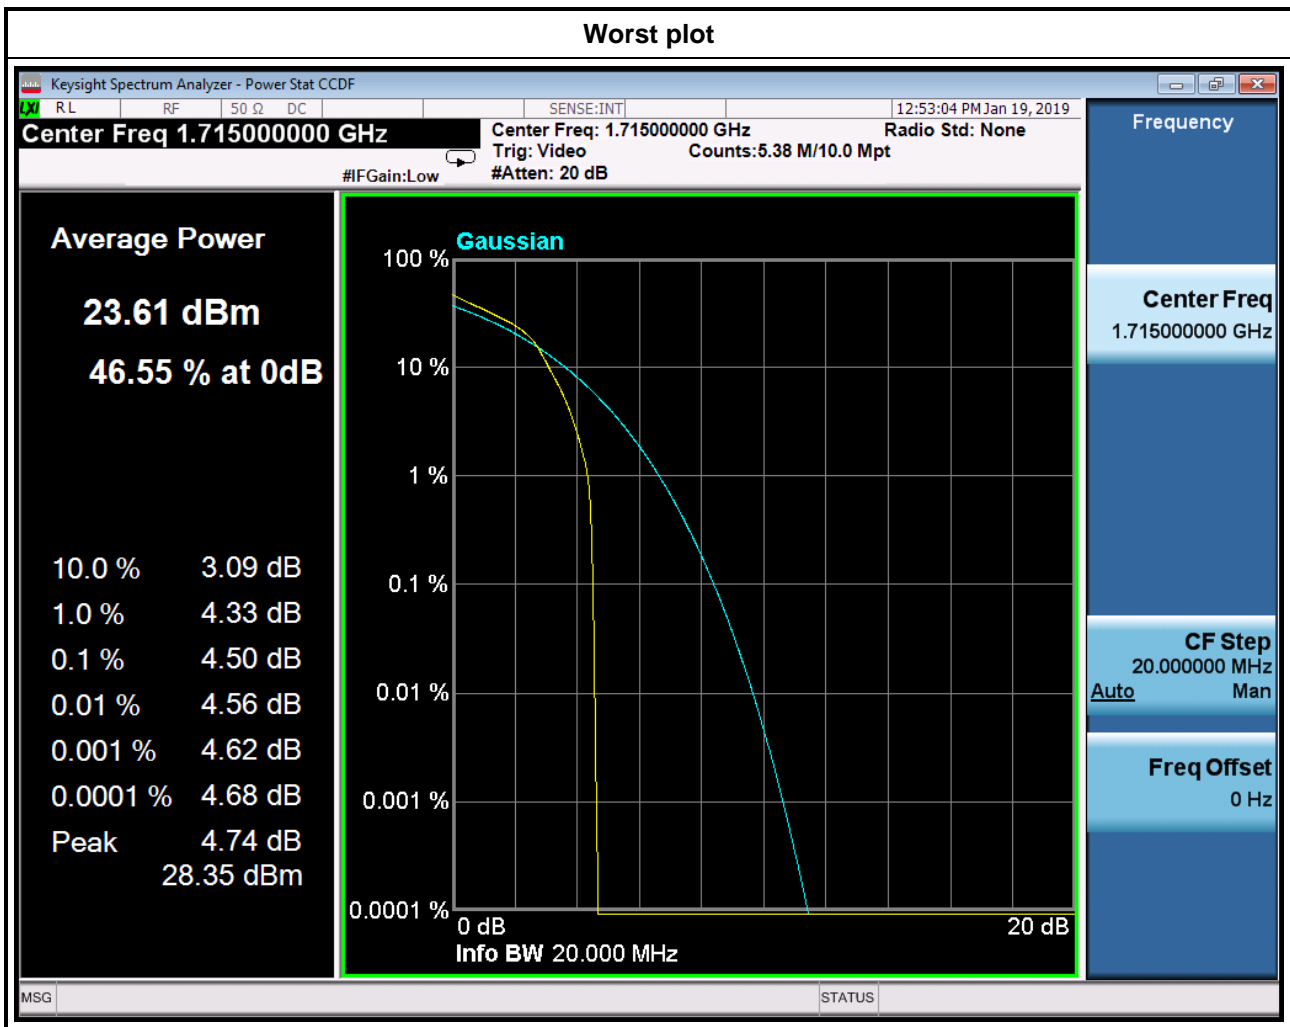 Worst plot
Keysight Spectrum Analyzer - Power Stat CCDF
LXI RL RF 50 Ω DC SENSE:INT 12:53:04 PM Jan 19, 2019
Center Freq 1.715000000 GHz
Center Freq: 1.715000000 GHz Radio Std: None
Trig: Video Counts:5.38 M/10.0 Mpt
#IFGain:Low #Atten: 20 dB
Frequency
Average Power
23.61 dBm
46.55 % at 0dB
10.0 % 3.09 dB
1.0 % 4.33 dB
0.1 % 4.50 dB
0.01 % 4.56 dB
0.001 % 4.62 dB
0.0001 % 4.68 dB
Peak 4.74 dB
28.35 dBm
Gaussian
100 %
10 %
1 %
0.1 %
0.01 %
0.001 %
0.0001 %
0 dB 20 dB
Info BW 20.000 MHz
Center Freq
1.715000000 GHz
CF Step
20.000000 MHz
Auto Man
Freq Offset
0 Hz
MSG STATUS